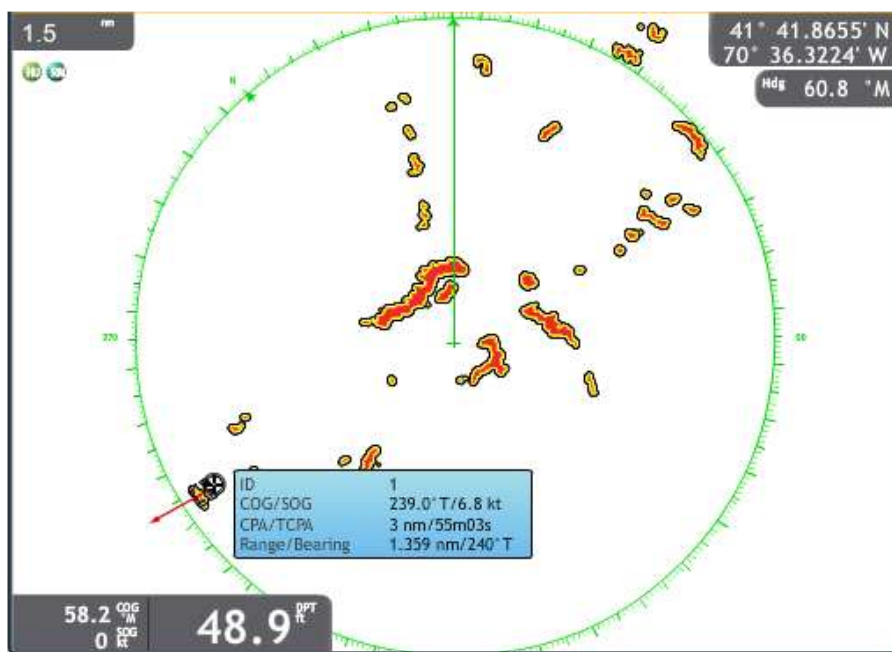 1.5 nm
41° 41.8655' N
70° 36.3224' W
Hdg 60.8 °M
N
270
90
ID 1
COG/SOG 239.0°T/6.8 kt
CPA/TCPA 3 nm/55m03s
Range/Bearing 1.359 nm/240°T
58.2 COG °M
0 SOG kt
48.9 DPT ft